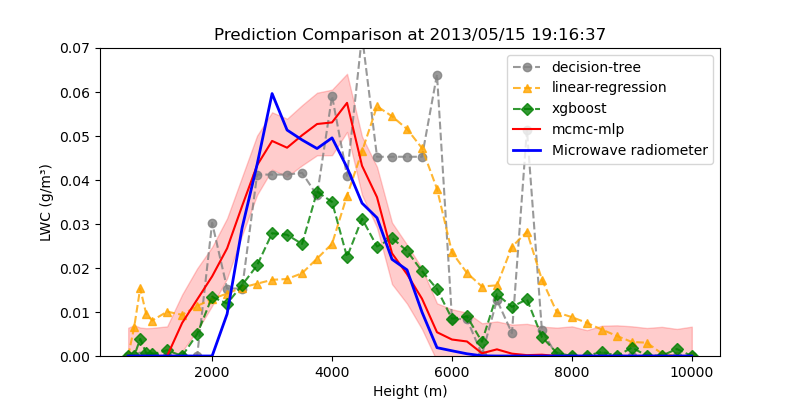 Prediction Comparison at 2013/05/15 19:16:37
0.07
0.06
0.05
0.04
0.03
0.02
0.01
0.00
LWC (g/m³)
decision-tree
linear-regression
xgboost
mcmc-mlp
Microwave radiometer
2000 4000 6000 8000 10000
Height (m)